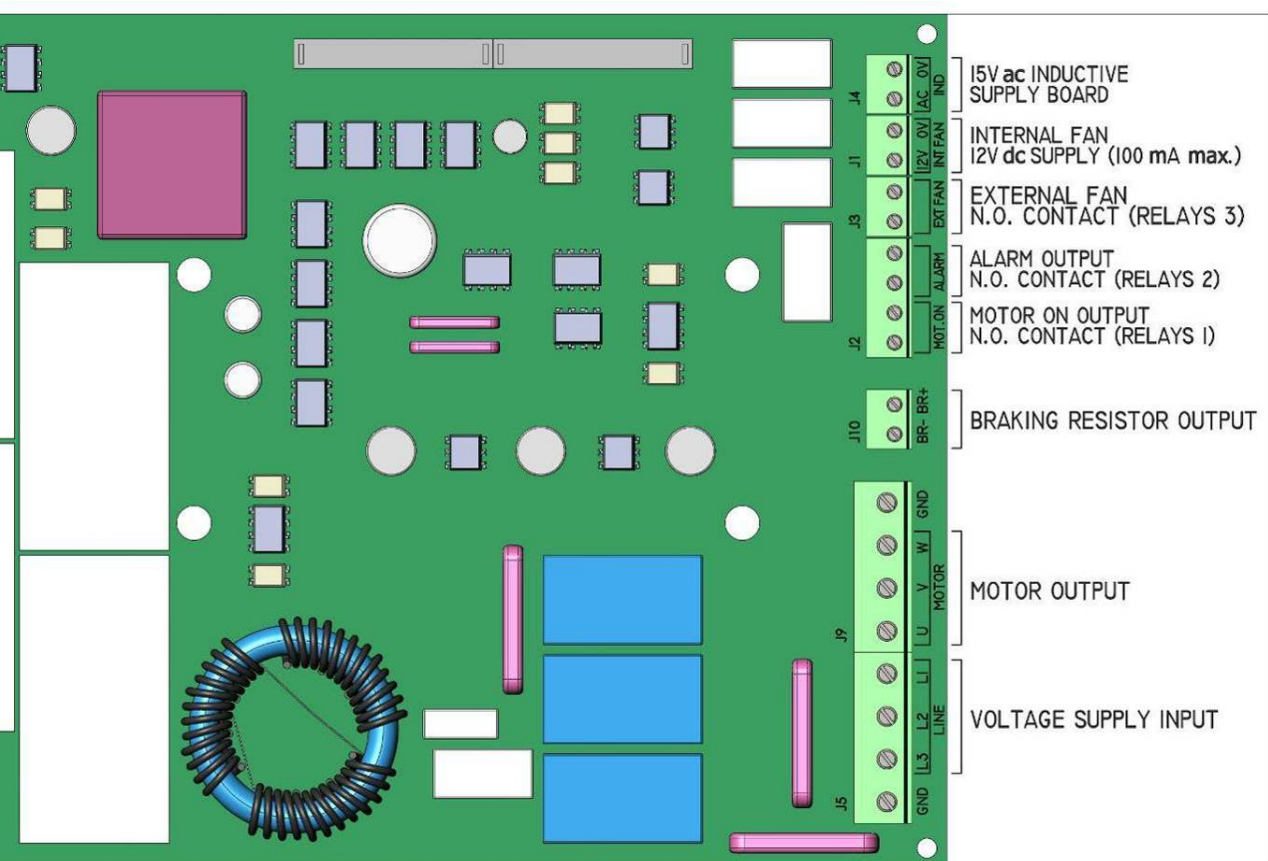 J4
AC 0V
IND
15V ac INDUCTIVE
SUPPLY BOARD
J1
12V 0V
INT FAN
INTERNAL FAN
12V dc SUPPLY (100 mA max.)
J3
EXT FAN
EXTERNAL FAN
N.O. CONTACT (RELAYS 3)
ALARM
ALARM OUTPUT
N.O. CONTACT (RELAYS 2)
J2
MOT.ON
MOTOR ON OUTPUT
N.O. CONTACT (RELAYS 1)
J10
BR- BR+
BRAKING RESISTOR OUTPUT
J9
U V W GND
MOTOR
MOTOR OUTPUT
J5
GND L3 L2 L1
LINE
VOLTAGE SUPPLY INPUT